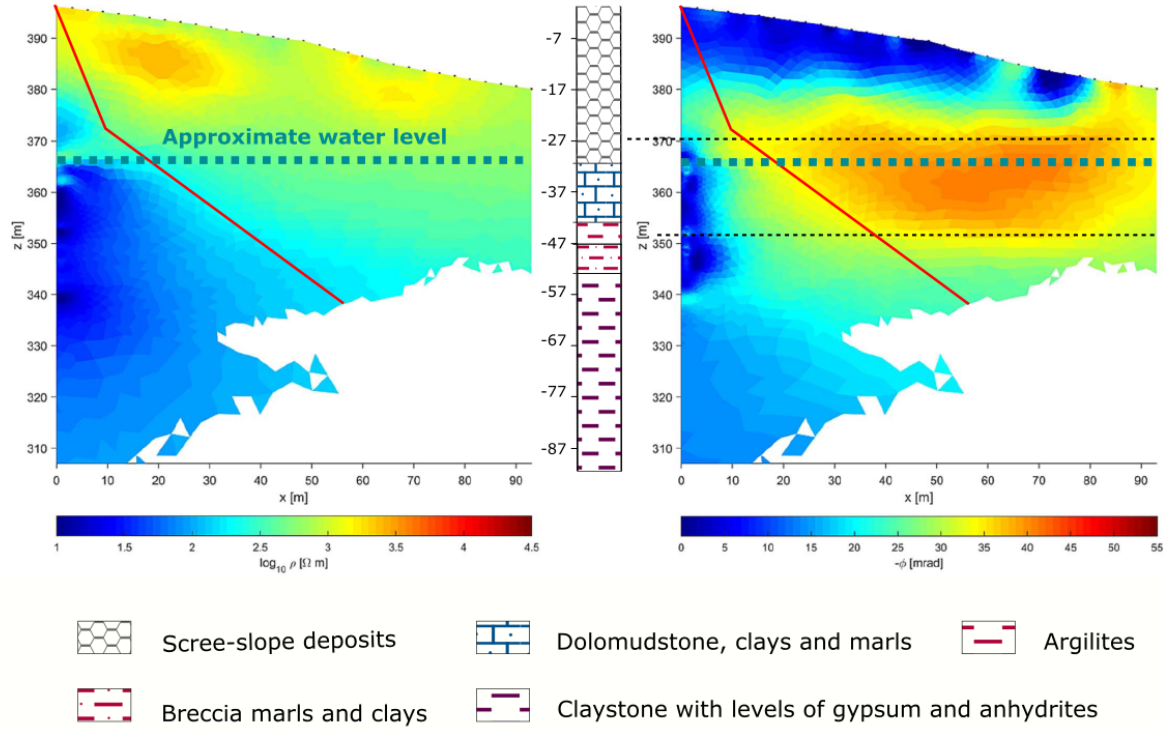 390
380
370
360
350
340
330
320
310
z [m]
Approximate water level
0 10 20 30 40 50 60 70 80 90
x [m]
1 1.5 2 2.5 3 3.5 4 4.5
log10 ρ [Ω m]
-7
-17
-27
-37
-47
-57
-67
-77
-87
390
380
370
360
350
340
330
320
310
z [m]
0 10 20 30 40 50 60 70 80 90
x [m]
0 5 10 15 20 25 30 35 40 45 50 55
-ϕ [mrad]
Scree-slope deposits
Dolomudstone, clays and marls
Argilites
Breccia marls and clays
Claystone with levels of gypsum and anhydrites